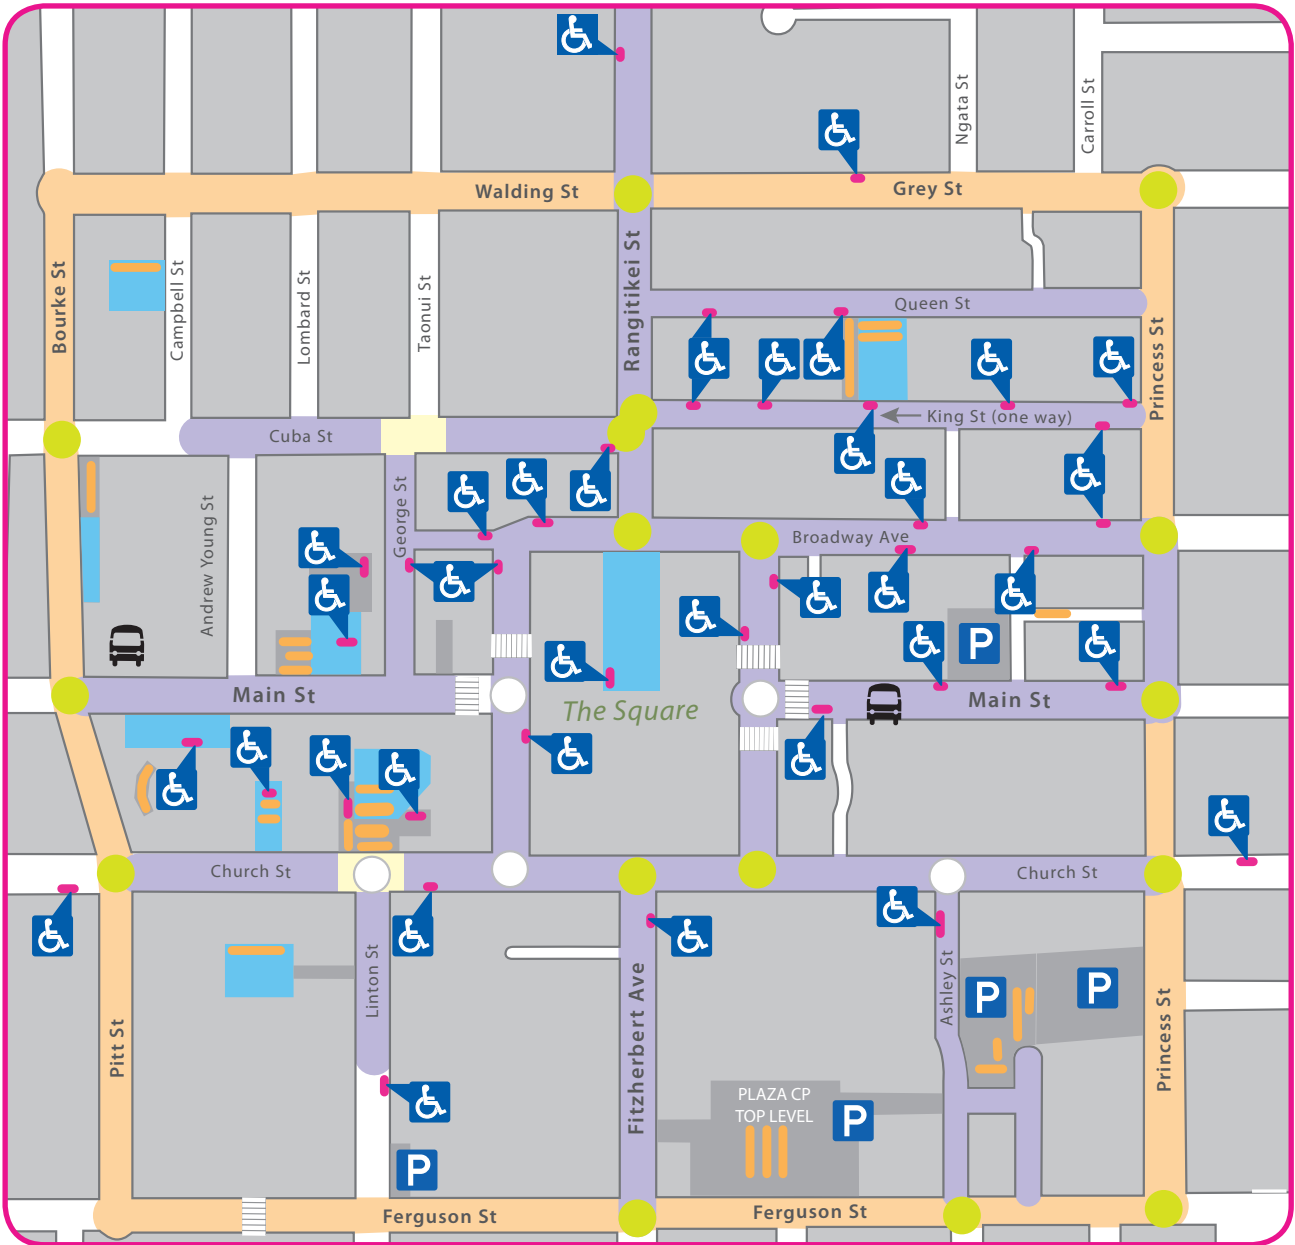 Ngata St
Carroll St
Walding St
Grey St
Bourke St
Campbell St
Lombard St
Taonui St
Rangitikei St
Queen St
Princess St
King St (one way)
Cuba St
George St
Andrew Young St
Broadway Ave
P
Main St
The Square
Main St
Church St
Church St
Linton St
Fitzherbert Ave
Ashley St
P
P
Pitt St
Princess St
PLAZA CP
TOP LEVEL
P
P
Ferguson St
Ferguson St